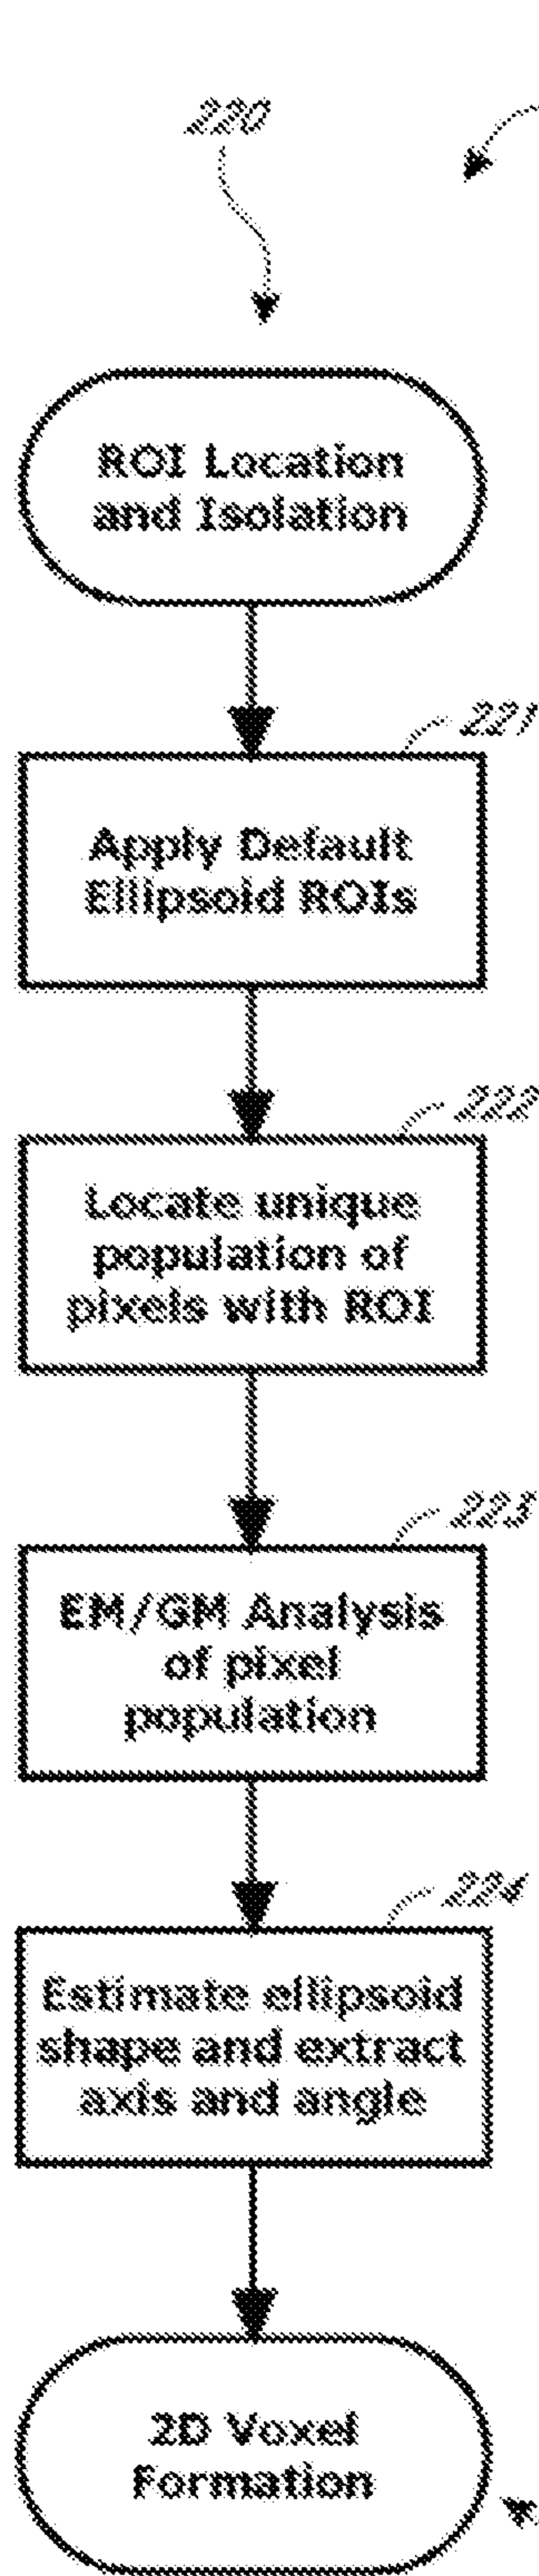 220
ROI Location
and Isolation
221
Apply Default
Ellipsoid ROIs
222
Locate unique
population of
pixels with ROI
223
EM/GM Analysis
of pixel
population
224
Estimate ellipsoid
shape and extract
axis and angle
2D Voxel
Formation